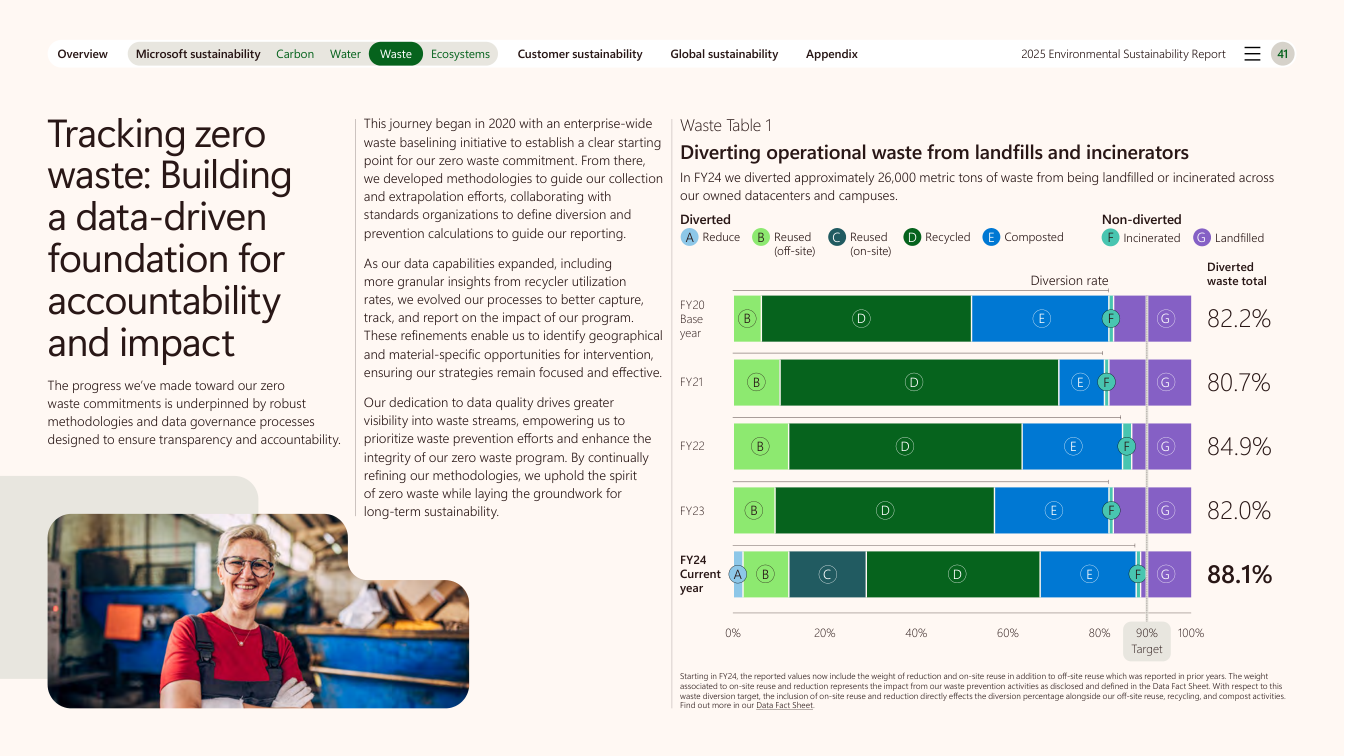 Overview
Microsoft sustainability
Carbon
Water
Waste
Ecosystems
Customer sustainability
Global sustainability
Appendix
2025 Environmental Sustainability Report
41
Tracking zero
waste: Building
a data-driven
foundation for
accountability
and impact
The progress we’ve made toward our zero
waste commitments is underpinned by robust
methodologies and data governance processes
designed to ensure transparency and accountability.
This journey began in 2020 with an enterprise-wide
waste baselining initiative to establish a clear starting
point for our zero waste commitment. From there,
we developed methodologies to guide our collection
and extrapolation efforts, collaborating with
standards organizations to define diversion and
prevention calculations to guide our reporting.
As our data capabilities expanded, including
more granular insights from recycler utilization
rates, we evolved our processes to better capture,
track, and report on the impact of our program.
These refinements enable us to identify geographical
and material-specific opportunities for intervention,
ensuring our strategies remain focused and effective.
Our dedication to data quality drives greater
visibility into waste streams, empowering us to
prioritize waste prevention efforts and enhance the
integrity of our zero waste program. By continually
refining our methodologies, we uphold the spirit
of zero waste while laying the groundwork for
long-term sustainability.
Waste Table 1
Diverting operational waste from landfills and incinerators
In FY24 we diverted approximately 26,000 metric tons of waste from being landfilled or incinerated across
our owned datacenters and campuses.
Diverted
A Reduce
B Reused
(off-site)
C Reused
(on-site)
D Recycled
E Composted
Non-diverted
F Incinerated
G Landfilled
Diversion rate
Diverted
waste total
FY20
Base
year
B D E F G
82.2%
FY21
B D E F G
80.7%
FY22
B D E F G
84.9%
FY23
B D E F G
82.0%
FY24
Current
year
A B C D E F G
88.1%
0% 20% 40% 60% 80% 90% 100%
Target
Starting in FY24, the reported values now include the weight of reduction and on-site reuse in addition to off-site reuse which was reported in prior years. The weight
associated to on-site reuse and reduction represents the impact from our waste prevention activities as disclosed and defined in the Data Fact Sheet. With respect to this
waste diversion target, the inclusion of on-site reuse and reduction directly effects the diversion percentage alongside our off-site reuse, recycling, and compost activities.
Find out more in our Data Fact Sheet.